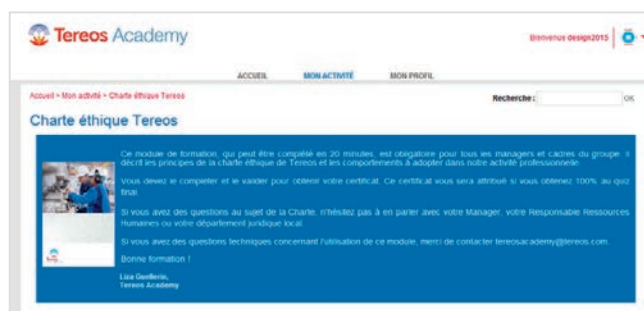 Tereos Academy
Bienvenue design2015
ACCUEIL MON ACTIVITÉ MON PROFIL
Accueil > Mon activité > Charte éthique Tereos
Recherche : OK
Charte éthique Tereos
Ce module de formation, qui peut être complété en 20 minutes, est obligatoire pour tous les managers et cadres du groupe. Il
décrit les principes de la charte éthique de Tereos et les comportements à adopter dans notre activité professionnelle.
Vous devez le compléter et le valider pour obtenir votre certificat. Ce certificat vous sera attribué si vous obtenez 100% au quiz
final.
Si vous avez des questions au sujet de la Charte, n'hésitez pas à en parler avec votre Manager, votre Responsable Ressources
Humaines ou votre département juridique local.
Si vous avez des questions techniques concernant l'utilisation de ce module, merci de contacter tereosacademy@tereos.com.
Bonne formation !
Liza
Tereos Academy